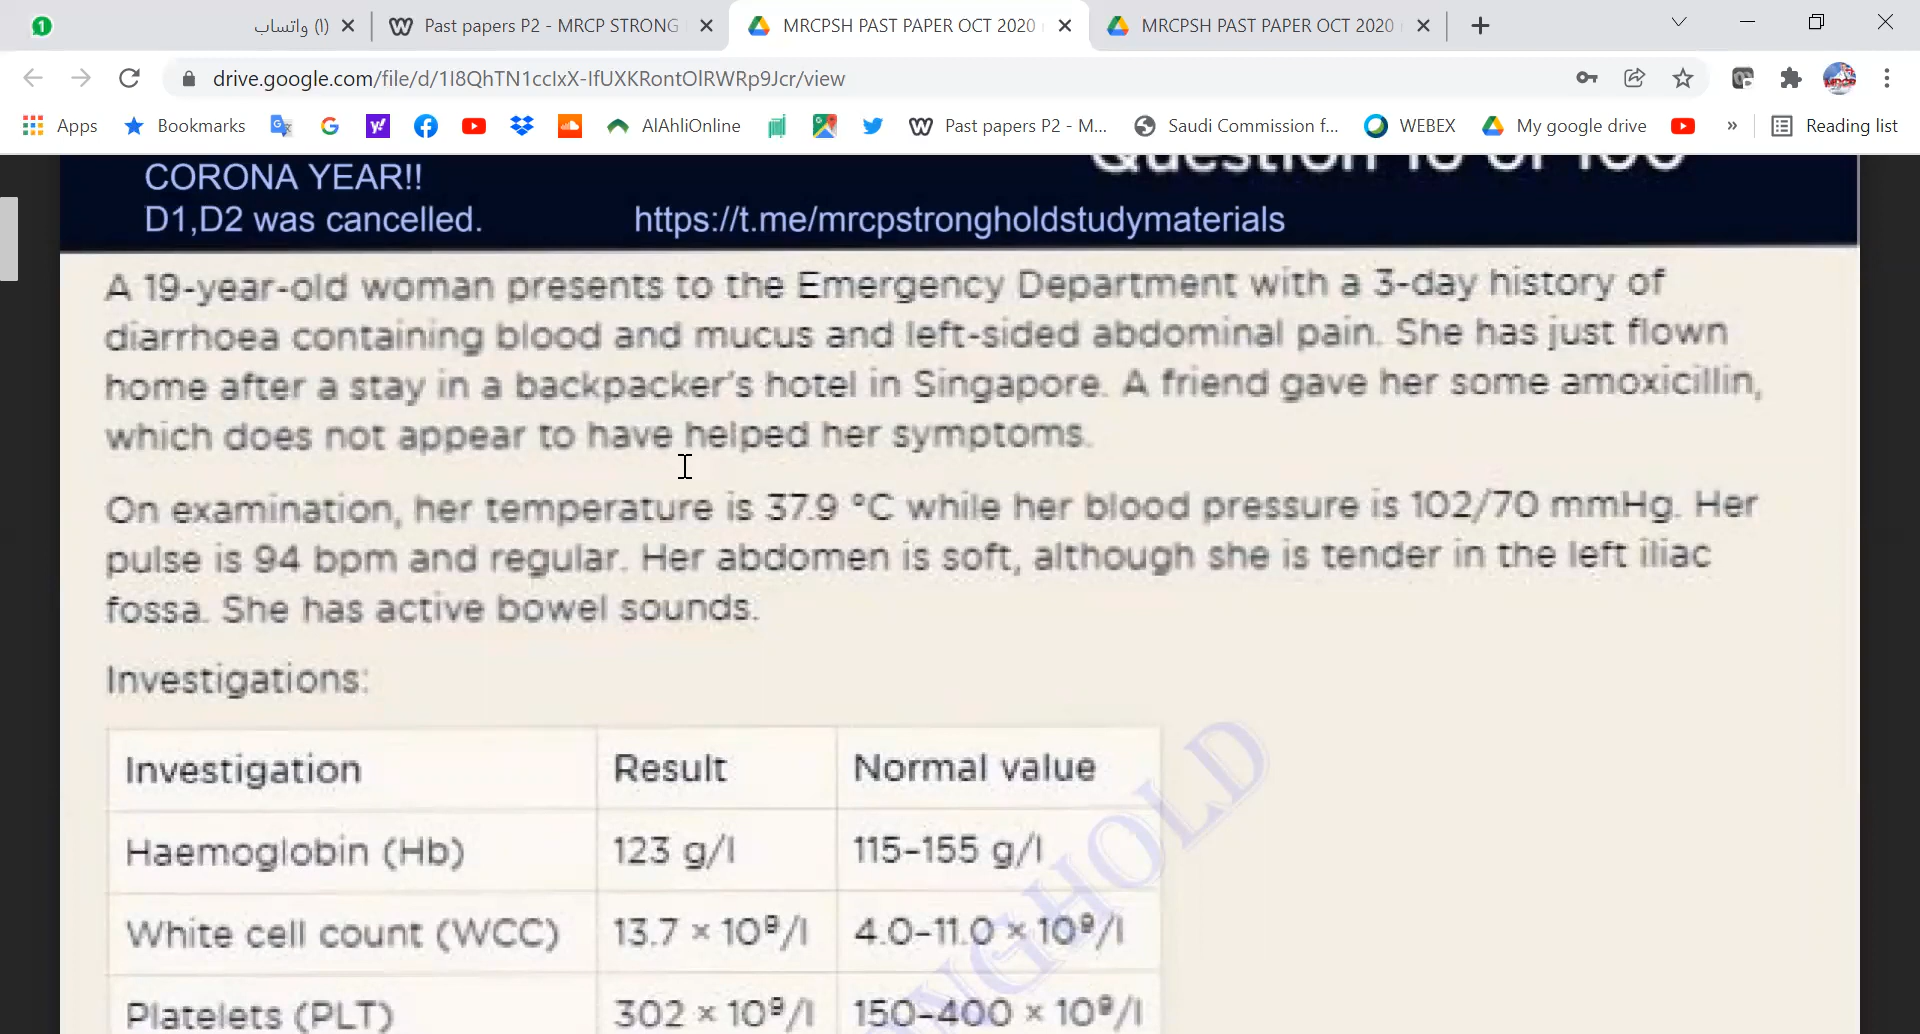 1
(1) واتساب
Past papers P2 - MRCP STRONG
MRCPSH PAST PAPER OCT 2020
MRCPSH PAST PAPER OCT 2020
drive.google.com/file/d/1I8QhTN1ccIxX-IfUXKRontOlRWRp9Jcr/view
Apps
Bookmarks
AlAhliOnline
Past papers P2 - M...
Saudi Commission f...
WEBEX
My google drive
»
Reading list
CORONA YEAR!!
Question 10 of 100
D1,D2 was cancelled.
https://t.me/mrcpstrongholdstudymaterials
A 19-year-old woman presents to the Emergency Department with a 3-day history of
diarrhoea containing blood and mucus and left-sided abdominal pain. She has just flown
home after a stay in a backpacker's hotel in Singapore. A friend gave her some amoxicillin,
which does not appear to have helped her symptoms.
On examination, her temperature is 37.9 °C while her blood pressure is 102/70 mmHg. Her
pulse is 94 bpm and regular. Her abdomen is soft, although she is tender in the left iliac
fossa. She has active bowel sounds.
Investigations:
Investigation Result Normal value
Haemoglobin (Hb) 123 g/l 115–155 g/l
White cell count (WCC) 13.7 × 10⁹/l 4.0–11.0 × 10⁹/l
Platelets (PLT) 302 × 10⁹/l 150–400 × 10⁹/l